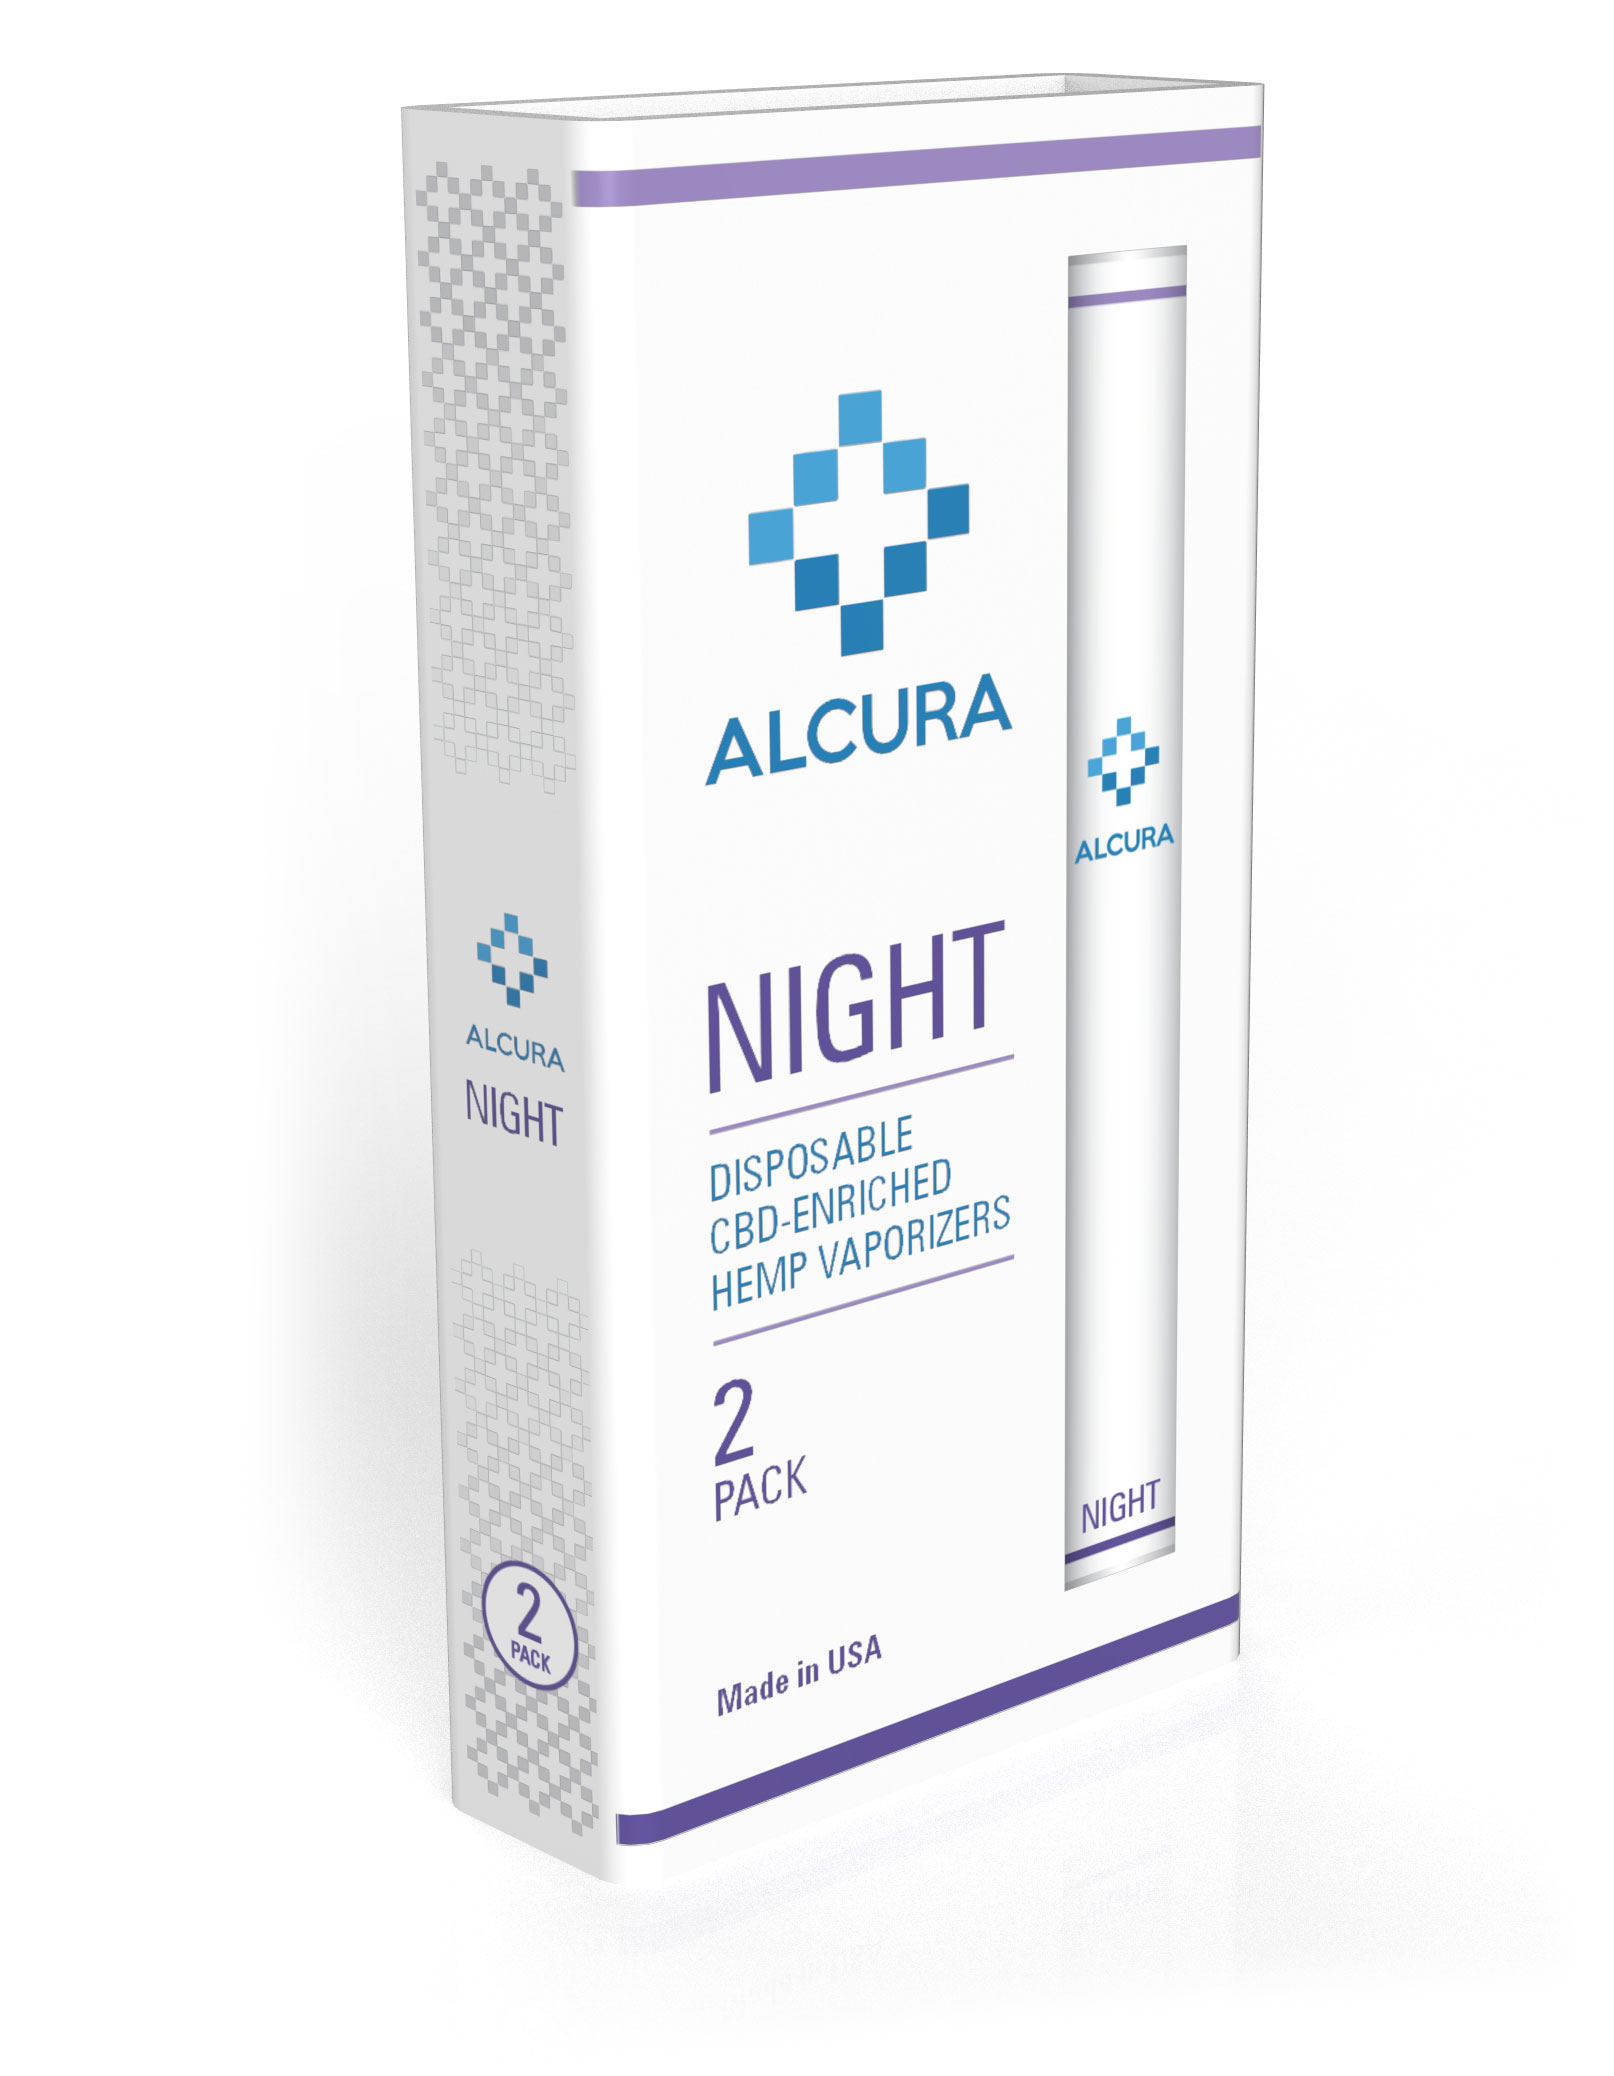 ALCURA
NIGHT
2
PACK
ALCURA
NIGHT
DISPOSABLE
CBD-ENRICHED
HEMP VAPORIZERS
2
PACK
Made in USA
ALCURA
NIGHT